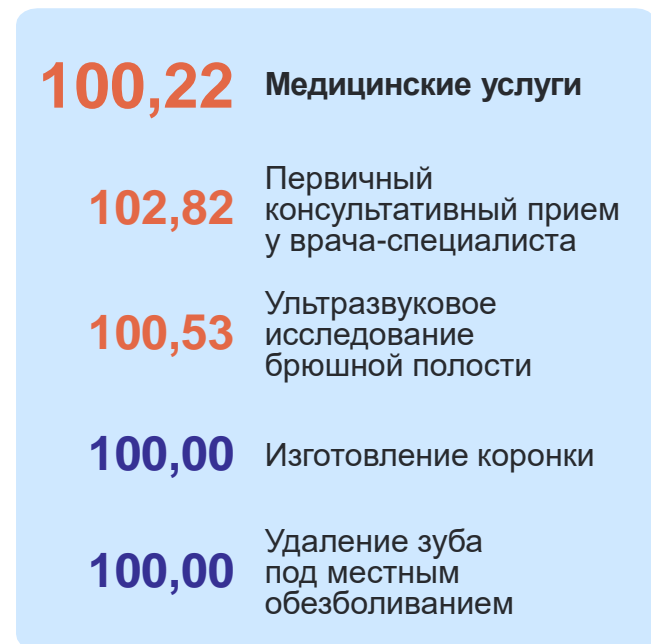 100,22 Медицинские услуги
102,82 Первичный
консультативный прием
у врача-специалиста
100,53 Ультразвуковое
исследование
брюшной полости
100,00 Изготовление коронки
100,00 Удаление зуба
под местным
обезболиванием